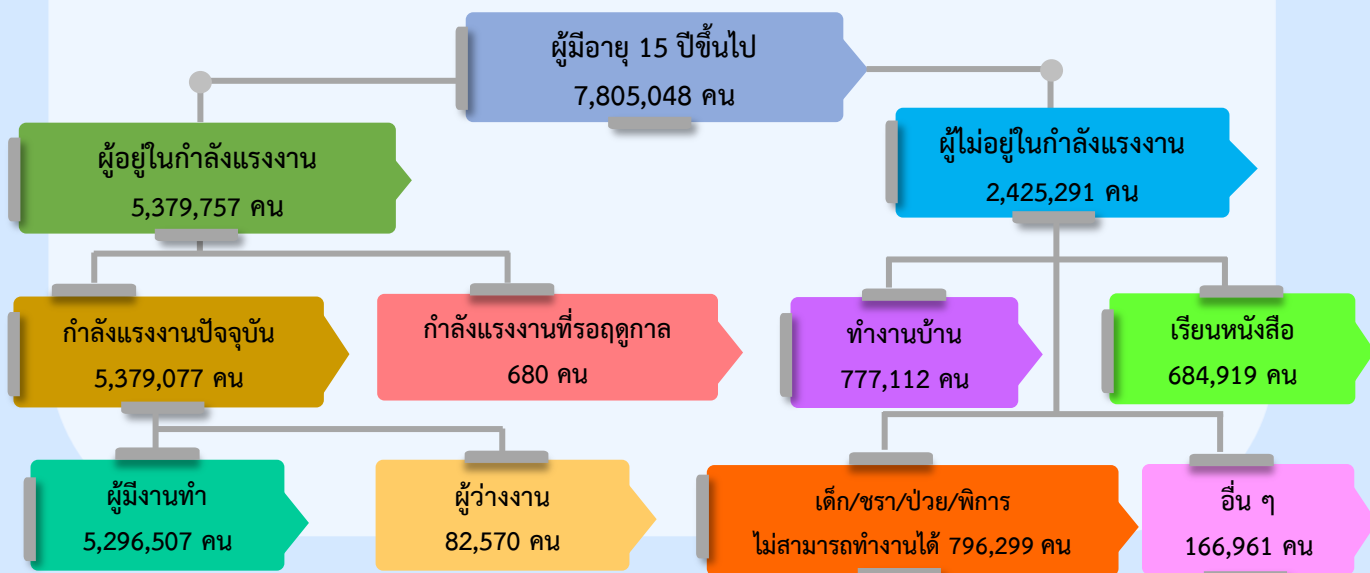 ผู้มีอายุ 15 ปีขึ้นไป
7,805,048 คน
ผู้อยู่ในกำลังแรงงาน
5,379,757 คน
ผู้ไม่อยู่ในกำลังแรงงาน
2,425,291 คน
กำลังแรงงานปัจจุบัน
5,379,077 คน
กำลังแรงงานที่รอฤดูกาล
680 คน
ทำงานบ้าน
777,112 คน
เรียนหนังสือ
684,919 คน
ผู้มีงานทำ
5,296,507 คน
ผู้ว่างงาน
82,570 คน
เด็ก/ชรา/ป่วย/พิการ
ไม่สามารถทำงานได้ 796,299 คน
อื่น ๆ
166,961 คน